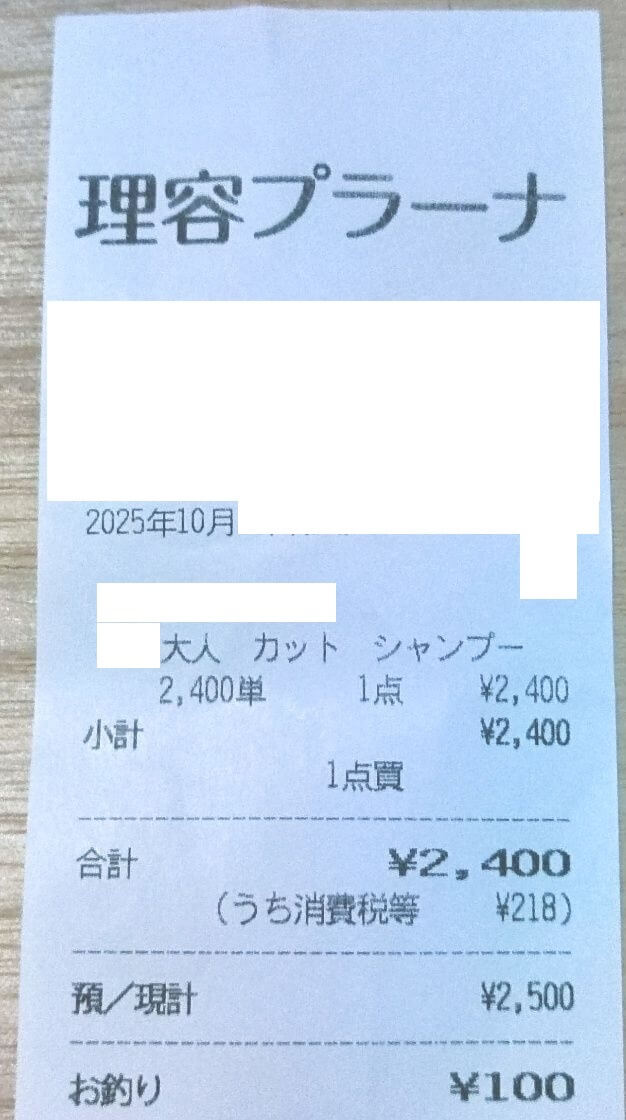 理容プラーナ
2025年10月
大人 カット シャンプー
2,400単 1点 ¥2,400
小計 ¥2,400
1点買
合計 ¥2,400
(うち消費税等 ¥218)
預/現計 ¥2,500
お釣り ¥100